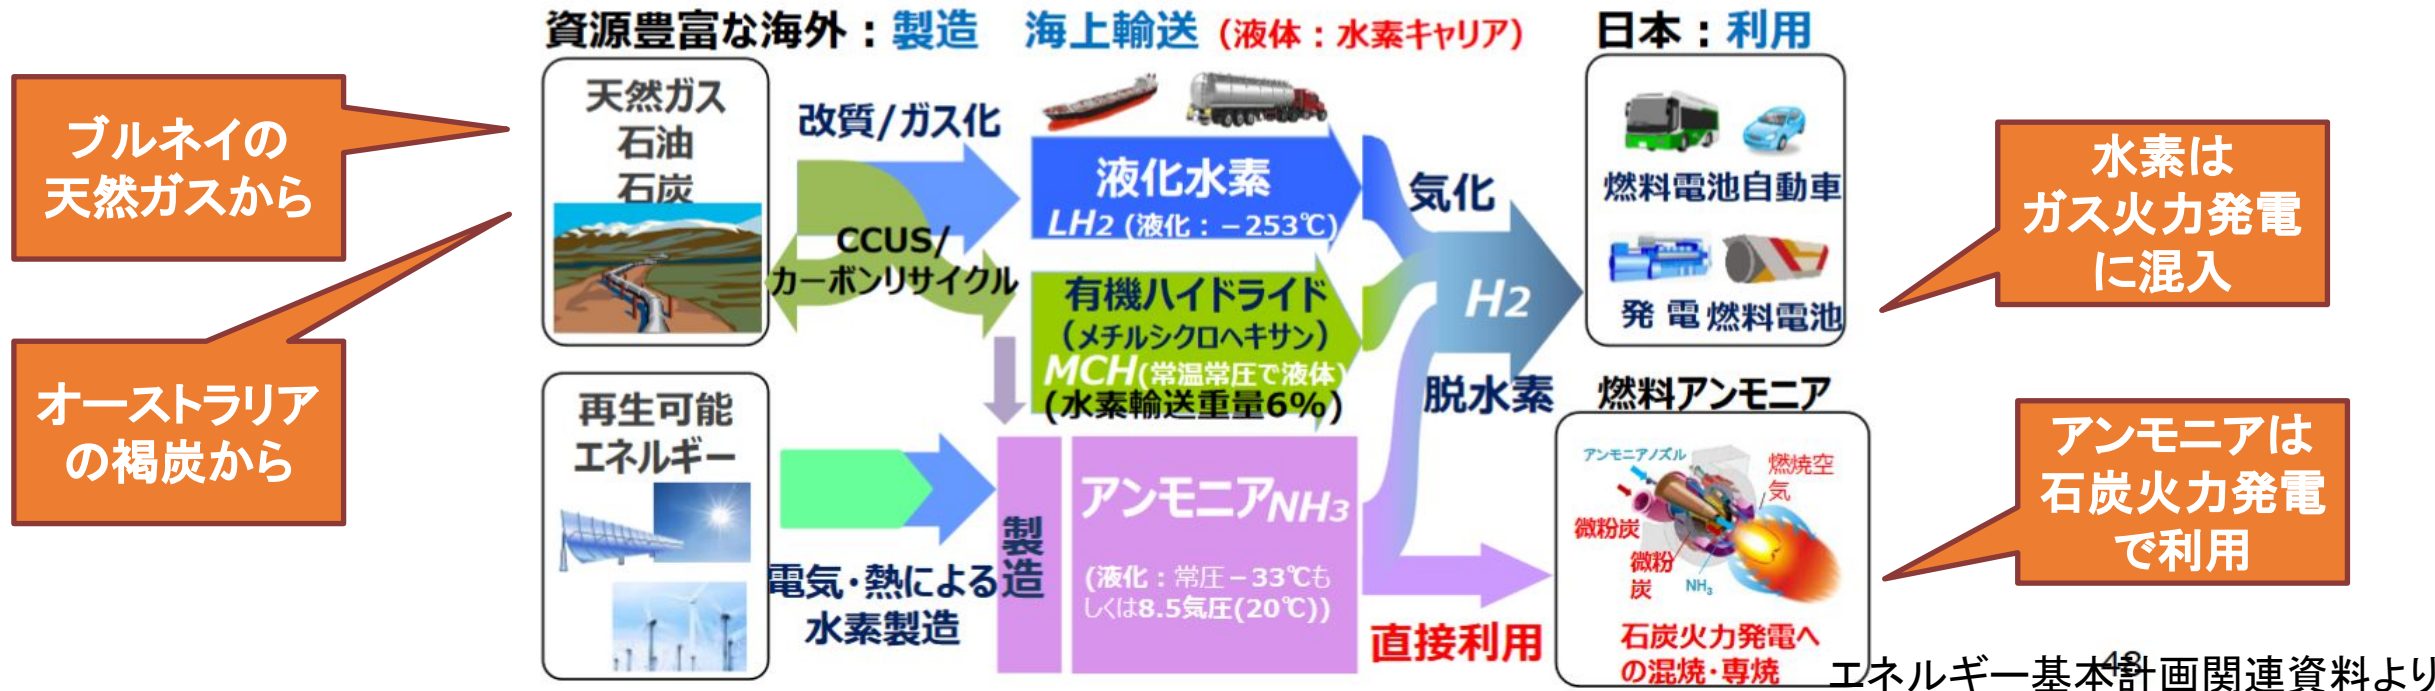 資源豊富な海外：製造
海上輸送（液体：水素キャリア）
日本：利用
ブルネイの
天然ガスから
オーストラリア
の褐炭から
天然ガス
石油
石炭
再生可能
エネルギー
改質/ガス化
CCUS/
カーボンリサイクル
電気・熱による
水素製造
液化水素
LH2 (液化：－253℃)
有機ハイドライド
（メチルシクロヘキサン）
MCH(常温常圧で液体)
(水素輸送重量6%)
製造
アンモニアNH3
(液化：常圧－33℃も
しくは8.5気圧(20℃))
気化
H2
脱水素
直接利用
燃料電池自動車
発電 燃料電池
燃料アンモニア
アンモニアノズル
燃焼空
気
微粉炭
微粉
炭
NH3
石炭火力発電へ
の混焼・専焼
水素は
ガス火力発電
に混入
アンモニアは
石炭火力発電
で利用
48
エネルギー基本計画関連資料より